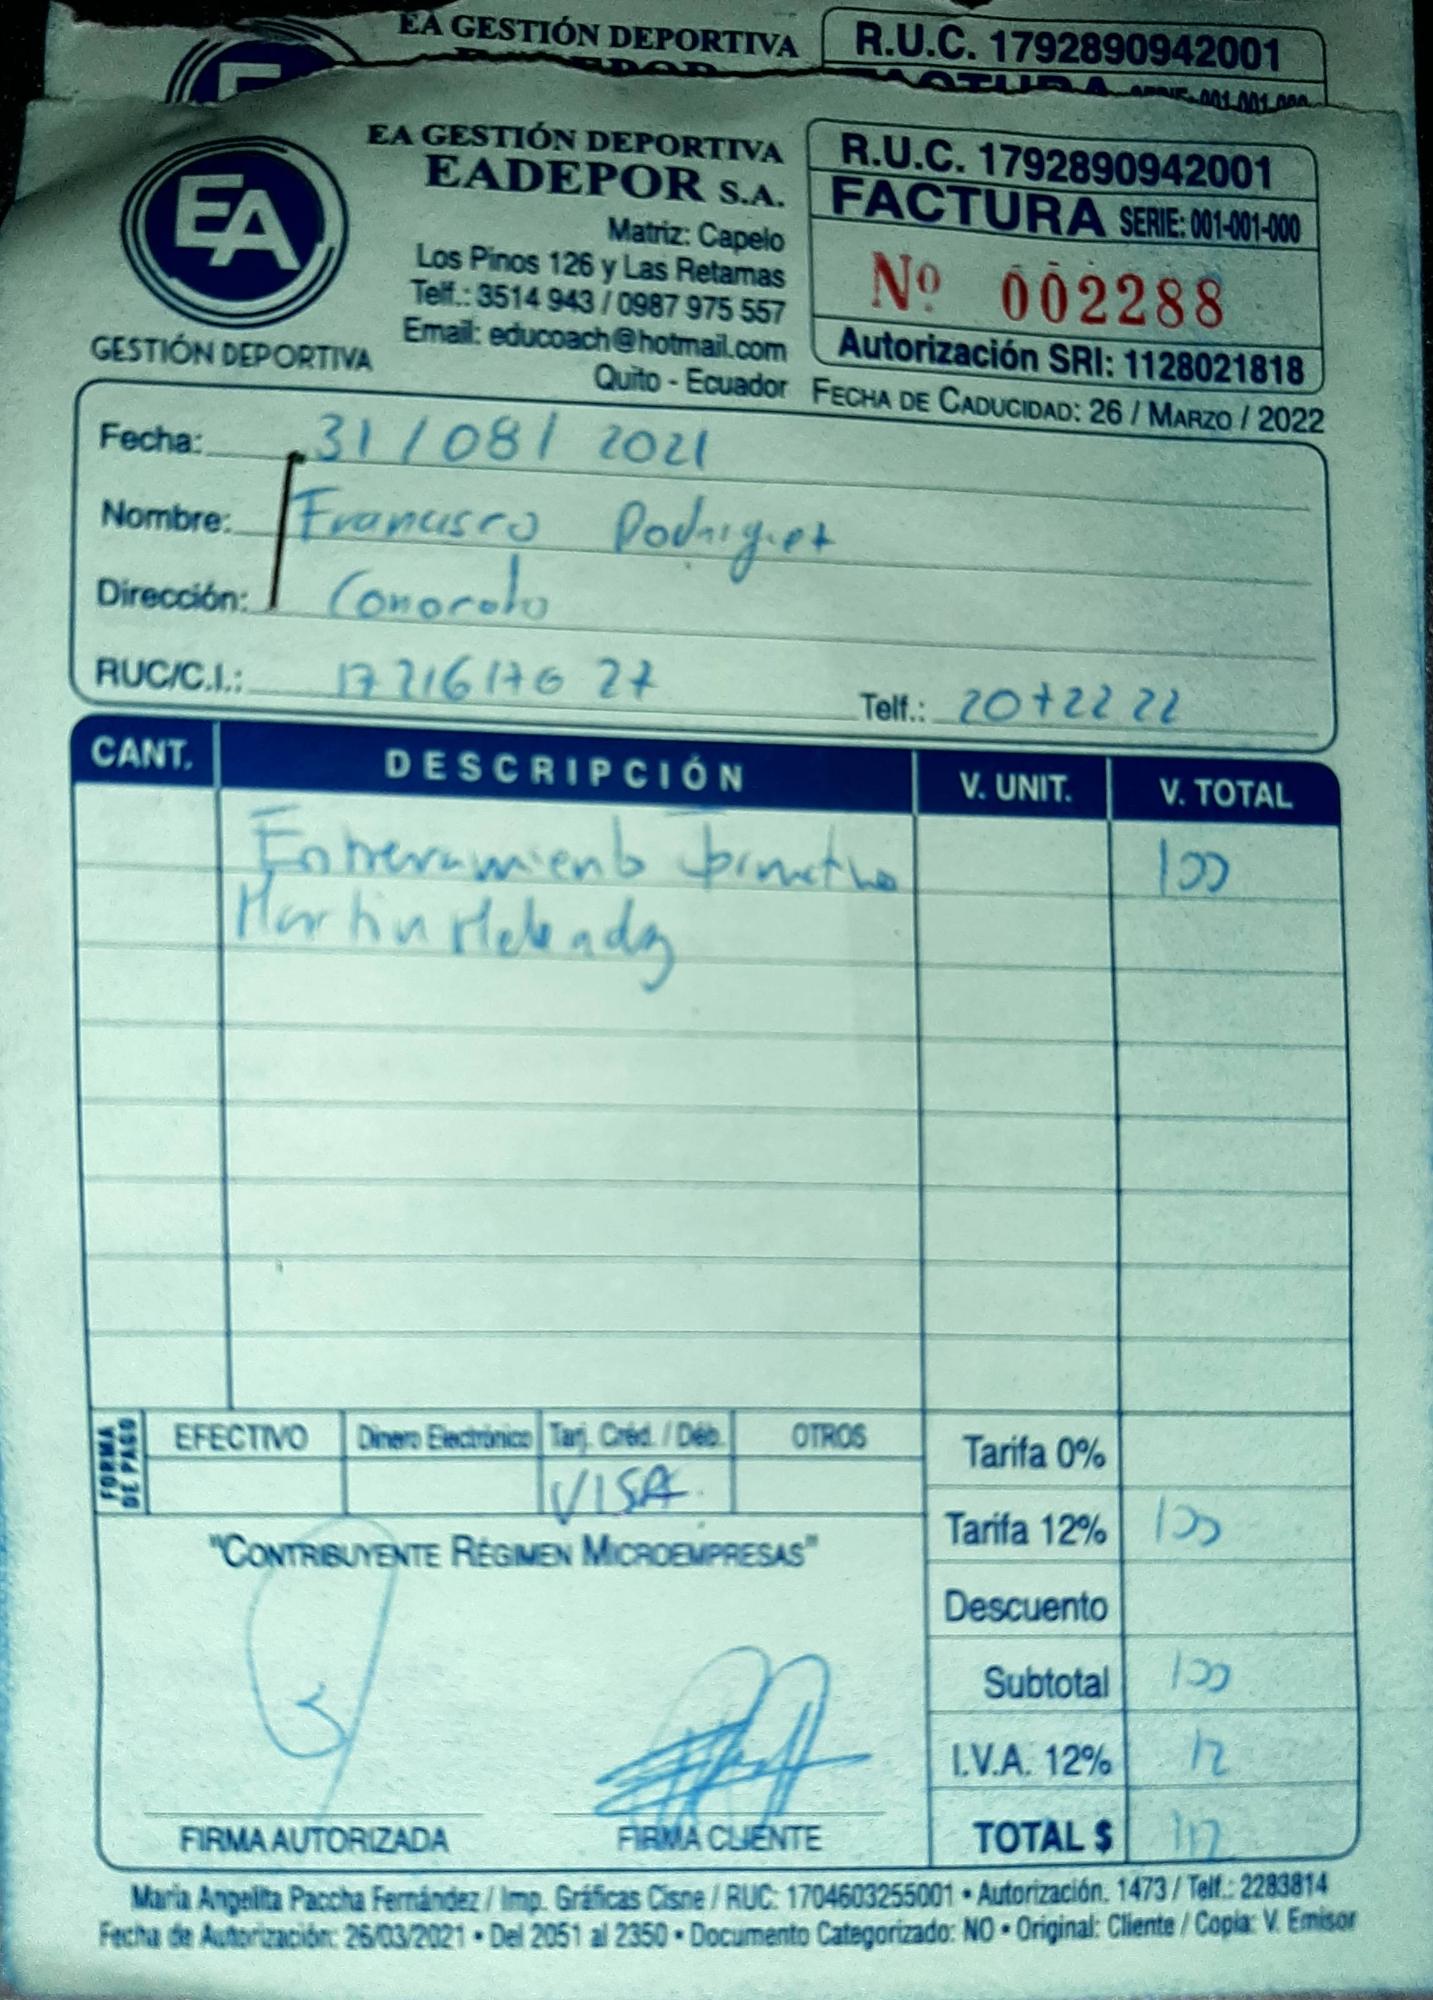 EA GESTIÓN DEPORTIVA
R.U.C. 1792890942001
EA
EA GESTIÓN DEPORTIVA
EADEPOR S.A.
Matriz: Capelo
Los Pinos 126 y Las Retamas
Telf.: 3514 943 / 0987 975 557
Email: educoach@hotmail.com
Quito - Ecuador
GESTIÓN DEPORTIVA
R.U.C. 1792890942001
FACTURA SERIE: 001-001-000
Nº 002288
Autorización SRI: 1128021818
FECHA DE CADUCIDAD: 26 / MARZO / 2022
Fecha: 31/08/2021
Nombre: Francisco Rodriguez
Dirección: Conocoto
RUC/C.I.: 1721617027
Telf.: 2072222
CANT. DESCRIPCIÓN V. UNIT. V. TOTAL
Entrenamiento formativo 100
Martin
FORMA DE PAGO
EFECTIVO Dinero Electrónico Tarj. Créd. / Déb. OTROS
VISA
Tarifa 0%
Tarifa 12% 100
Descuento
Subtotal 100
I.V.A. 12% 12
TOTAL $ 112
"CONTRIBUYENTE RÉGIMEN MICROEMPRESAS"
FIRMA AUTORIZADA FIRMA CLIENTE
María Angelita Paccha Fernández / Imp. Gráficas Cisne / RUC: 1704603255001 • Autorización. 1473 / Telf.: 2283814
Fecha de Autorización: 26/03/2021 • Del 2051 al 2350 • Documento Categorizado: NO • Original: Cliente / Copia: V. Emisor